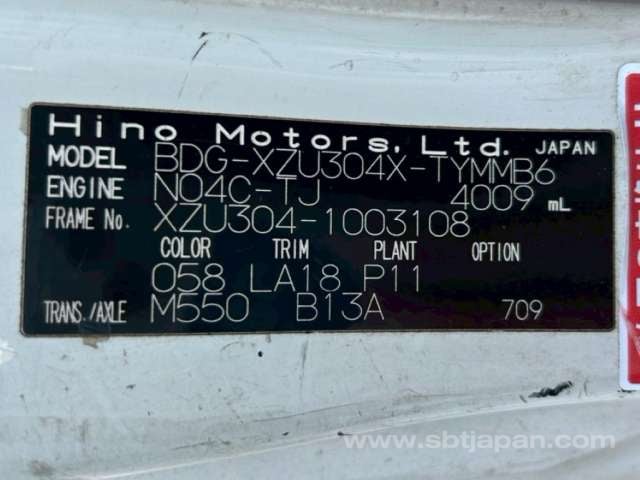 Hino Motors, Ltd. JAPAN
MODEL BDG-XZU304X-TYMMB6
ENGINE N04C-TJ 4009 mL
FRAME No. XZU304-1003108
COLOR TRIM PLANT OPTION
058 LA18 P11
TRANS./AXLE M550 B13A 709
www.sbtjapan.com